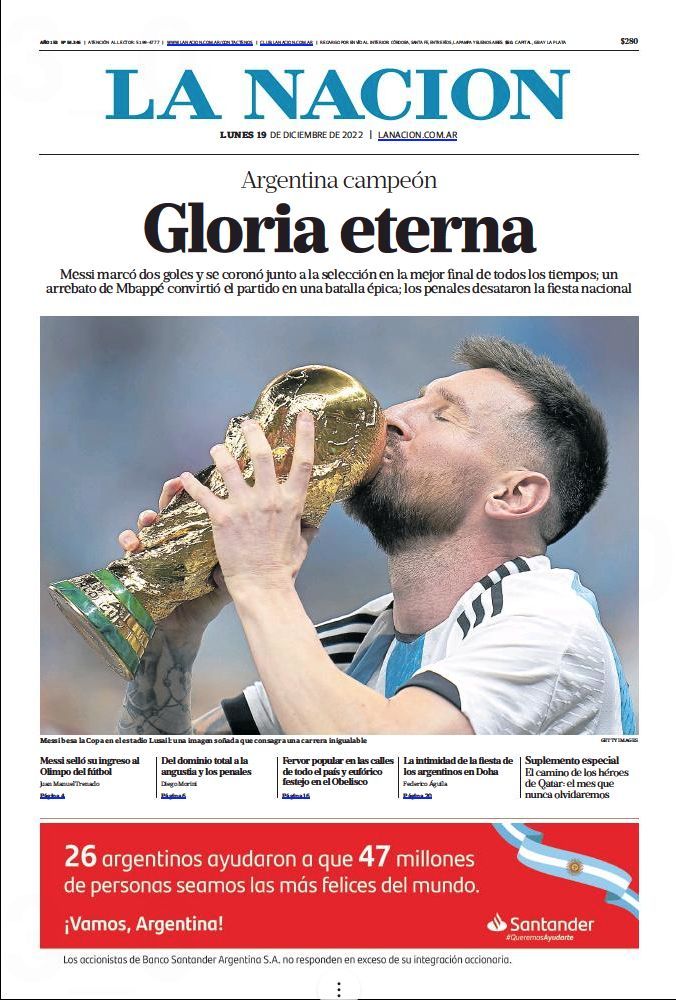 AÑO 153 Nº 53.346 | ATENCIÓN AL LECTOR: 5199-4777 | WWW.LANACION.COM.AR/CONTACTENOS | CLUB.LANACION.COM.AR | RECARGO POR ENVÍO AL INTERIOR: CÓRDOBA, SANTA FE, ENTRE RÍOS, LA PAMPA Y BUENOS AIRES CAPITAL, GBA Y LA PLATA $280
LA NACION
LUNES 19 DE DICIEMBRE DE 2022 | LANACION.COM.AR
Argentina campeón
Gloria eterna
Messi marcó dos goles y se coronó junto a la selección en la mejor final de todos los tiempos; un
arrebato de Mbappé convirtió el partido en una batalla épica; los penales desataron la fiesta nacional
Messi besa la Copa en el estadio Lusail: una imagen soñada que consagra una carrera inigualable GETTY IMAGES
Messi selló su ingreso al
Olimpo del fútbol
Juan Manuel Trenado
Página 4
Del dominio total a la
angustia y los penales
Diego Morini
Página 6
Fervor popular en las calles
de todo el país y eufórico
festejo en el Obelisco
Página 16
La intimidad de la fiesta de
los argentinos en Doha
Federico Águila
Página 20
Suplemento especial
El camino de los héroes
de Qatar: el mes que
nunca olvidaremos
26 argentinos ayudaron a que 47 millones
de personas seamos las más felices del mundo.
¡Vamos, Argentina!
Santander
#QueremosAyudarte
Los accionistas de Banco Santander Argentina S.A. no responden en exceso de su integración accionaria.